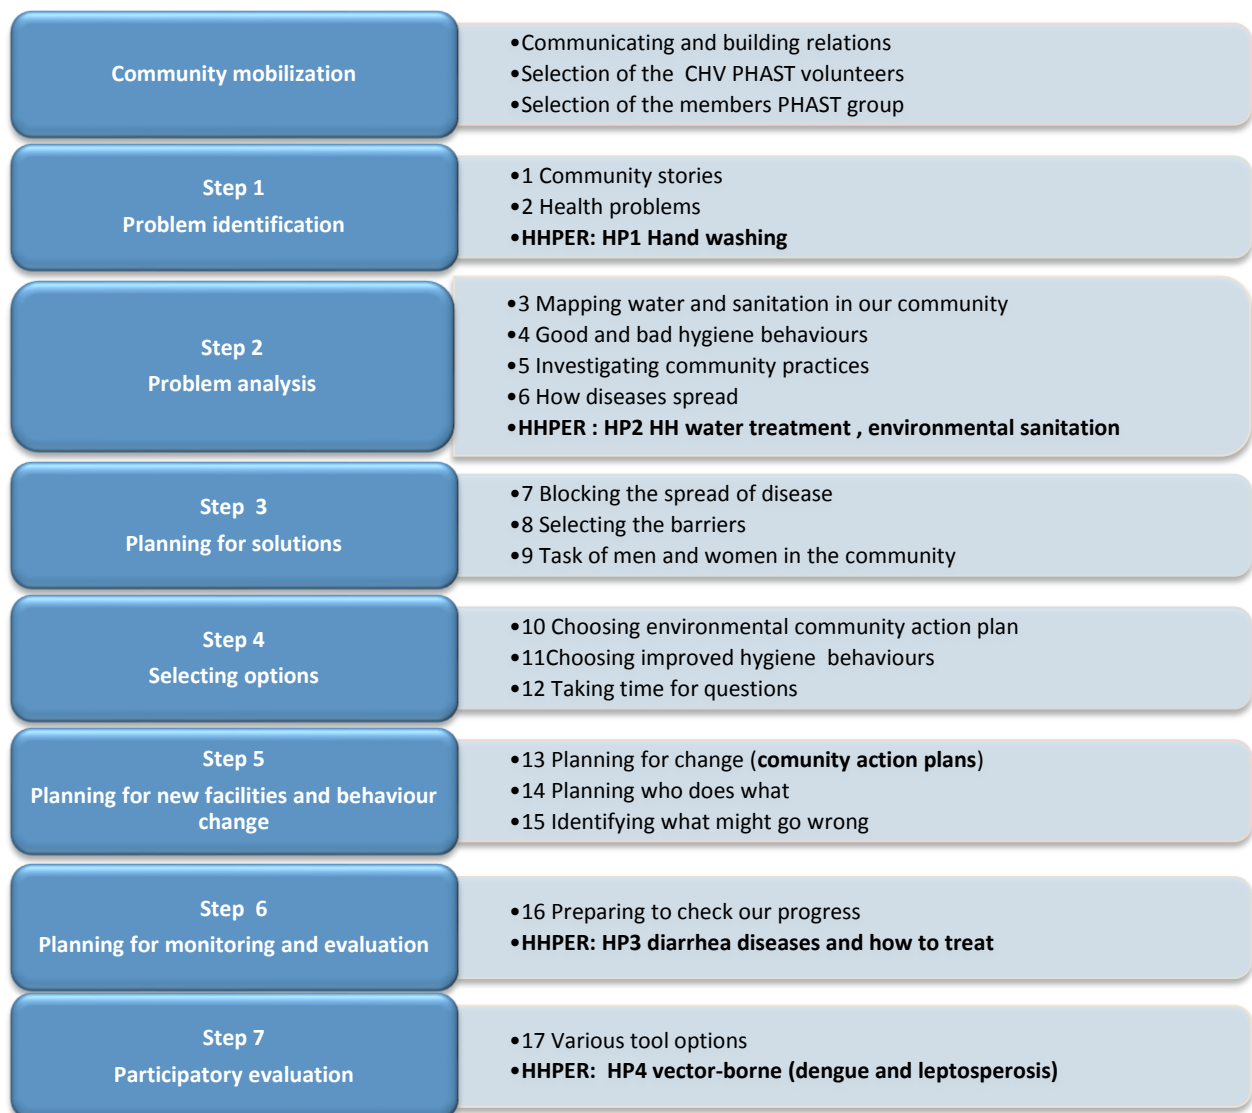 Community mobilization
•Communicating and building relations
•Selection of the  CHV PHAST volunteers
•Selection of the members PHAST group
Step 1
Problem identification
•1 Community stories
•2 Health problems
•HHPER: HP1 Hand washing
Step 2
Problem analysis
•3 Mapping water and sanitation in our community
•4 Good and bad hygiene behaviours
•5 Investigating community practices
•6 How diseases spread
•HHPER : HP2 HH water treatment , environmental sanitation
Step  3
Planning for solutions
•7 Blocking the spread of disease
•8 Selecting the barriers
•9 Task of men and women in the community
Step 4
Selecting options
•10 Choosing environmental community action plan
•11Choosing improved hygiene  behaviours
•12 Taking time for questions
Step 5
Planning for new facilities and behaviour
change
•13 Planning for change (comunity action plans)
•14 Planning who does what
•15 Identifying what might go wrong
Step  6
Planning for monitoring and evaluation
•16 Preparing to check our progress
•HHPER: HP3 diarrhea diseases and how to treat
Step 7
Participatory evaluation
•17 Various tool options
•HHPER:  HP4 vector-borne (dengue and leptosperosis)